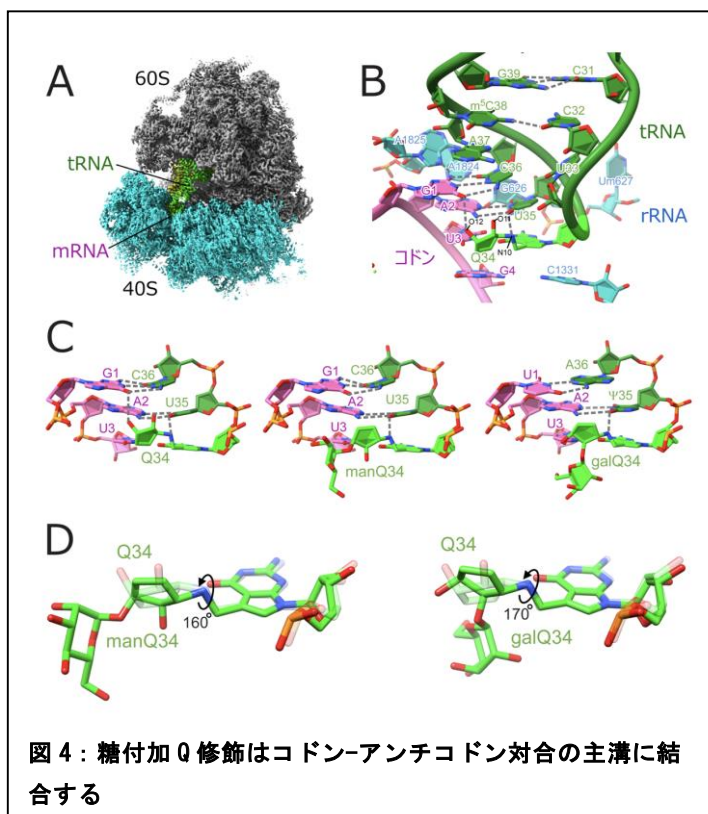 A
60S
tRNA
mRNA
40S
B
G39
C31
m⁵C38
C32
tRNA
A1825
A37
A1824
C36
U33
Um627
G1
G626
rRNA
A2
O12
O11
U35
U3
コドン
Q34
N10
G4
C1331
C
G1
C36
A2
U35
U3
Q34
G1
C36
A2
U35
U3
manQ34
U1
A36
A2
Ψ35
U3
galQ34
D
Q34
160°
manQ34
Q34
170°
galQ34
図 4：糖付加 Q 修飾はコドン-アンチコドン対合の主溝に結
合する